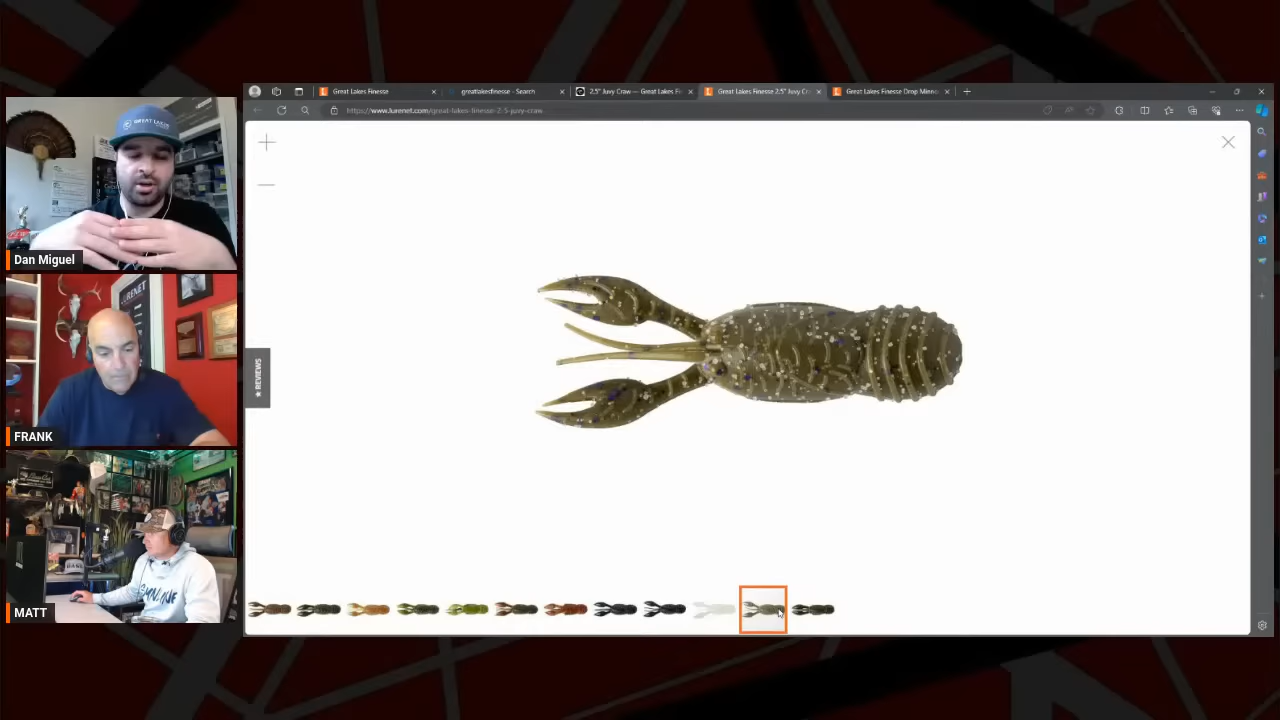 Great Lakes Finesse
greatlakesfinesse - Search
2.5" Juvy Craw — Great Lakes Fi
Great Lakes Finesse 2.5" Juvy Cr
Great Lakes Finesse Drop Minno
https://www.lurenet.com/great-lakes-finesse-2-5-juvy-craw
GREAT LAKES
Dan Miguel
★ REVIEWS
FRANK
MATT